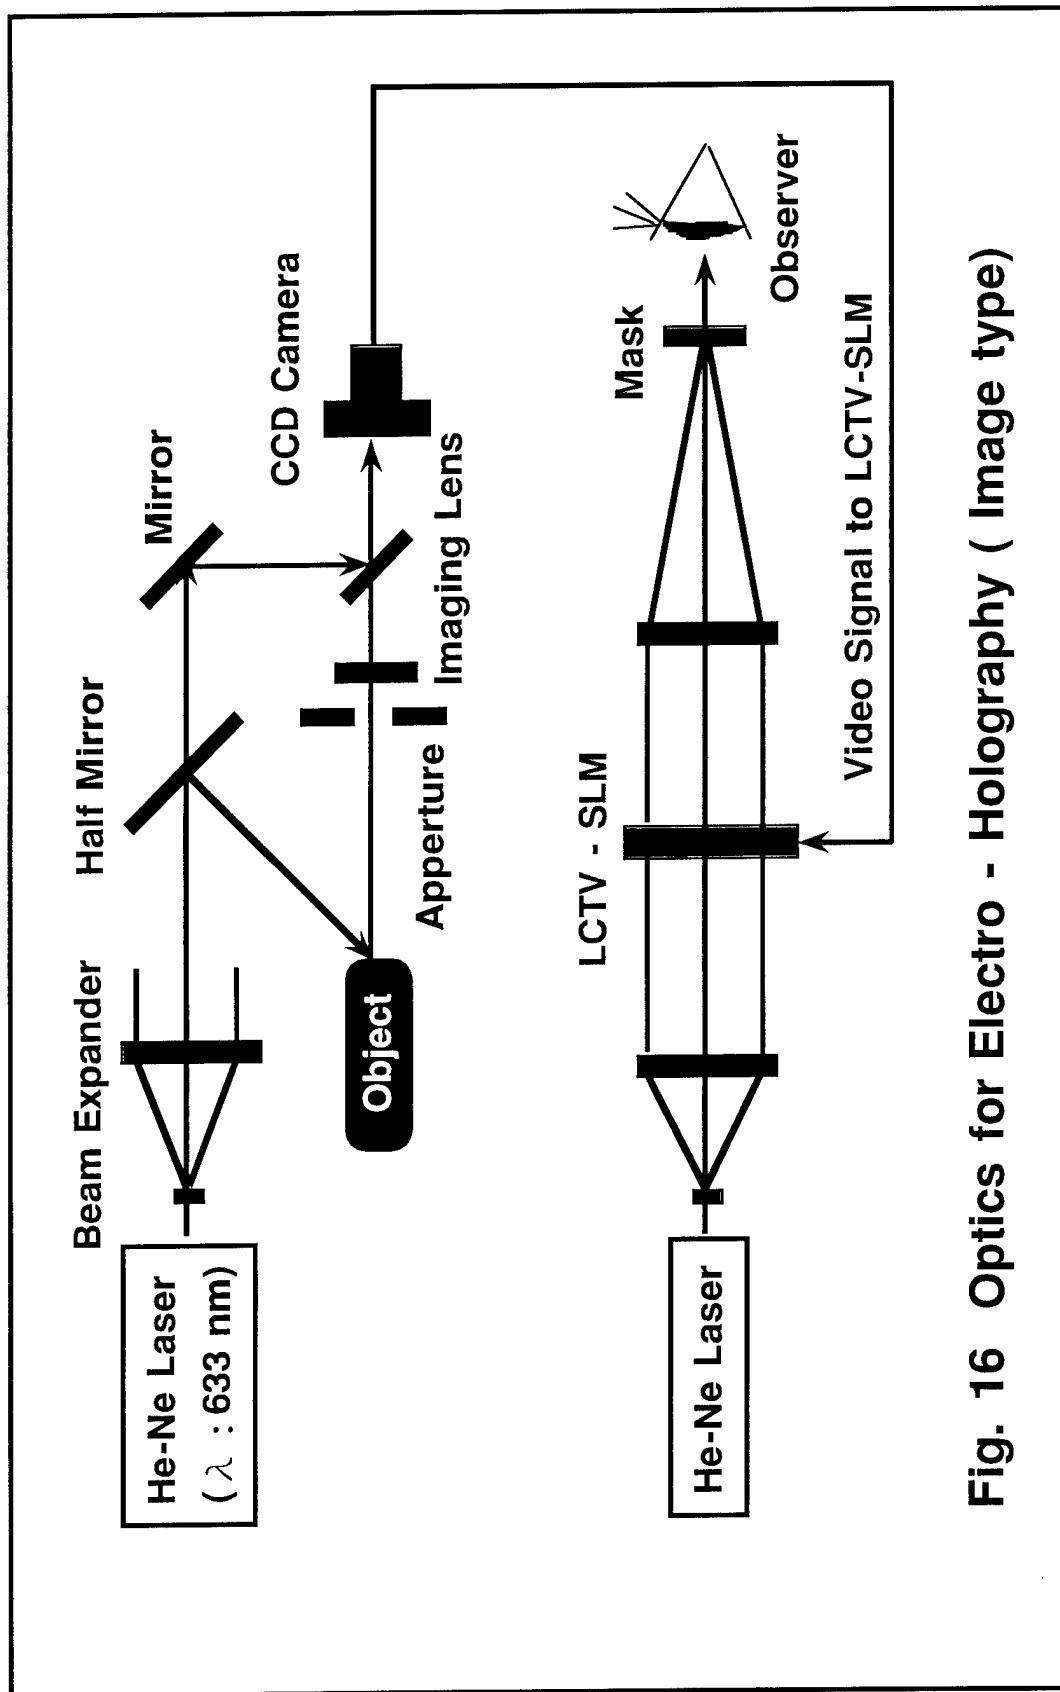 He-Ne Laser
( λ : 633 nm)
Beam Expander
Half Mirror
Mirror
Object
Apperture
Imaging Lens
CCD Camera
He-Ne Laser
LCTV - SLM
Mask
Observer
Video Signal to LCTV-SLM
Fig. 16 Optics for Electro - Holography ( Image type)